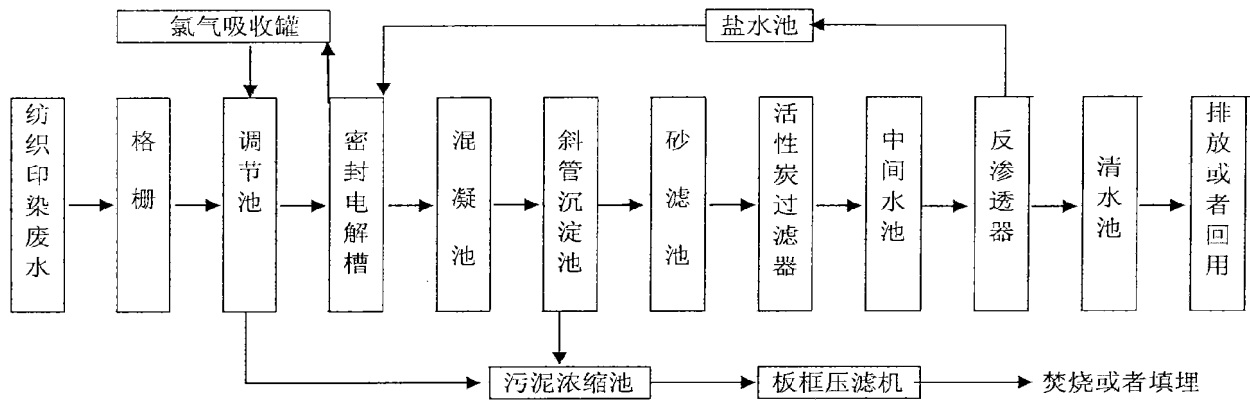 氯气吸收罐
盐水池
纺织印染废水
格栅
调节池
密封电解槽
混凝池
斜管沉淀池
砂滤池
活性炭过滤器
中间水池
反渗透器
清水池
排放或者回用
污泥浓缩池
板框压滤机
焚烧或者填埋